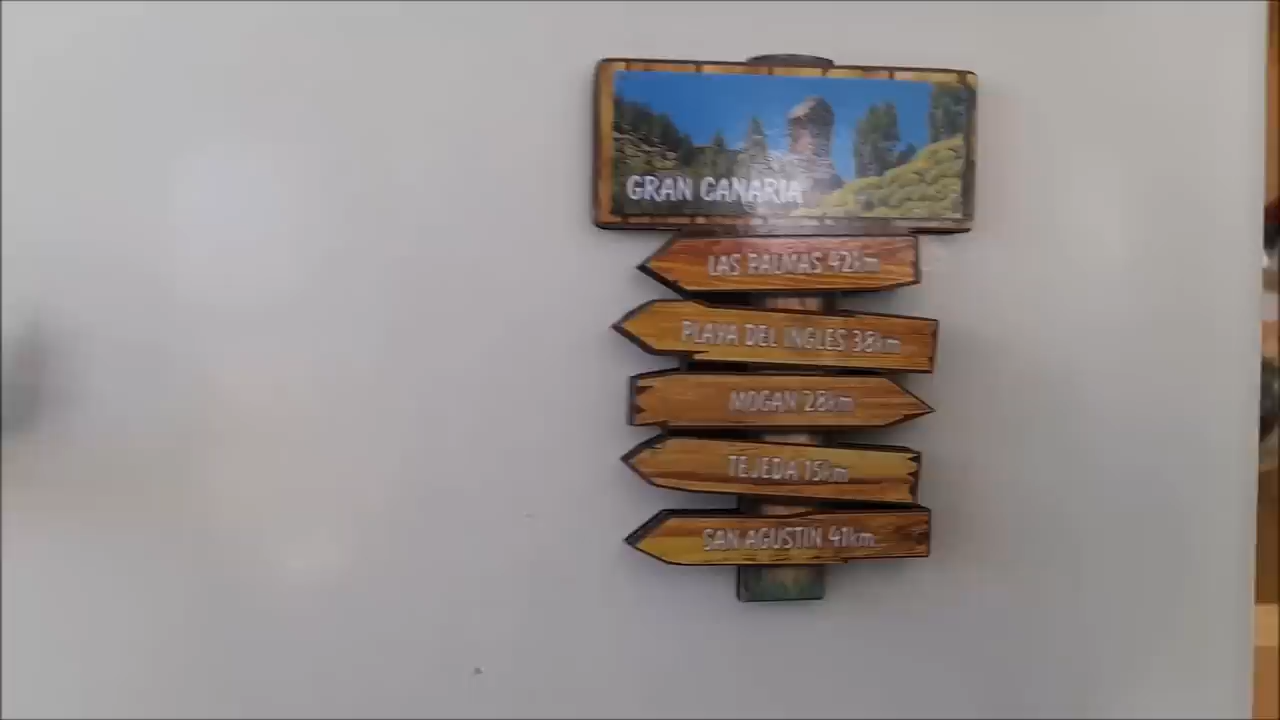 GRAN CANARIA
LAS PALMAS 42km
PLAYA DEL INGLES 38km
MOGAN 28km
TEJEDA 15km
SAN AGUSTIN 41km